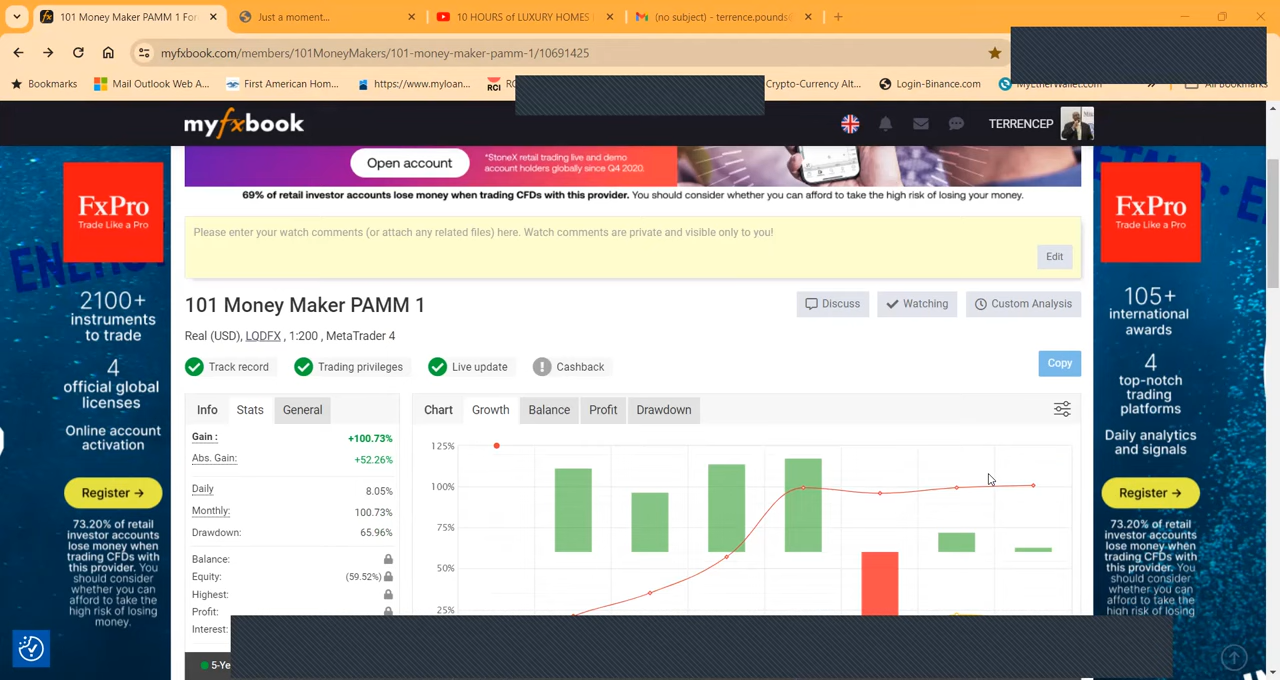 101 Money Maker PAMM 1 For
Just a moment...
10 HOURS of LUXURY HOMES
(no subject) - terrence.pounds
myfxbook.com/members/101MoneyMakers/101-money-maker-pamm-1/10691425
Bookmarks
Mail Outlook Web A...
First American Hom...
https://www.myloan...
RCI
Crypto-Currency Alt...
Login-Binance.com
MyEtherWallet.com
All Bookmarks
myfxbook
TERRENCEP
Open account
*StoneX retail trading live and demo
account holders globally since Q4 2020.
69% of retail investor accounts lose money when trading CFDs with this provider. You should consider whether you can afford to take the high risk of losing your money.
Please enter your watch comments (or attach any related files) here. Watch comments are private and visible only to you!
Edit
101 Money Maker PAMM 1
Discuss
Watching
Custom Analysis
Real (USD), LQDFX , 1:200 , MetaTrader 4
Track record
Trading privileges
Live update
Cashback
Copy
Info
Stats
General
Gain :
+100.73%
Abs. Gain:
+52.26%
Daily
8.05%
Monthly:
100.73%
Drawdown:
65.96%
Balance:
Equity:
(59.52%)
Highest:
Profit:
Interest:
5-Ye
Chart
Growth
Balance
Profit
Drawdown
125%
100%
75%
50%
25%
FxPro
Trade Like a Pro
2100+
instruments
to trade
4
official global
licenses
Online account
activation
Register →
73.20% of retail
investor accounts
lose money when
trading CFDs with
this provider. You
should consider
whether you can
afford to take the
high risk of losing
your money.
FxPro
Trade Like a Pro
105+
international
awards
4
top-notch
trading
platforms
Daily analytics
and signals
Register →
73.20% of retail
investor accounts
lose money when
trading CFDs with
this provider. You
should consider
whether you can
afford to take the
high risk of losing